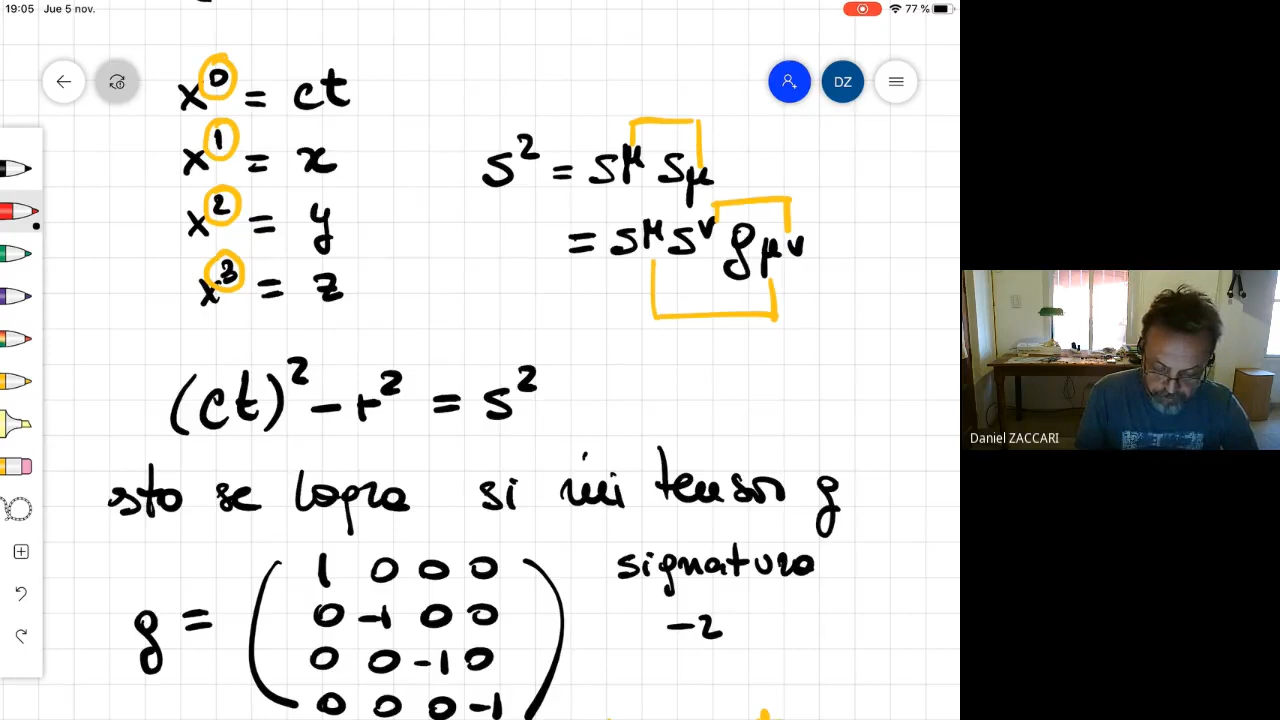 19:05 Jue 5 nov.
77 %
DZ
x⁰ = ct
x¹ = x
x² = y
x³ = z
s² = s^μ s_μ
= s^μ s^ν g_μν
(ct)² - r² = s²
sto se logra si mi tensor g
g = ( 1 0 0 0
0 -1 0 0
0 0 -1 0
0 0 0 -1 )
signatura
-2
Daniel ZACCARI